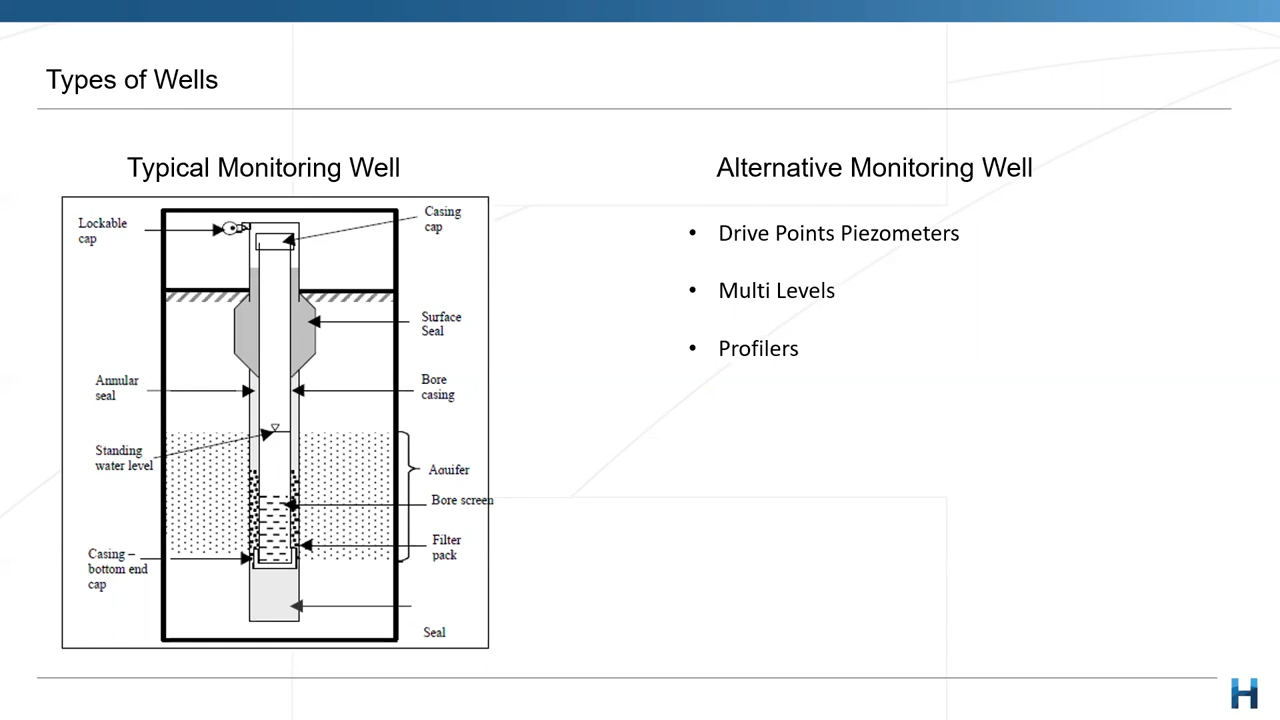 Types of Wells
Typical Monitoring Well
Lockable
cap
Casing
cap
Surface
Seal
Annular
seal
Bore
casing
Standing
water level
Aouifer
Bore screen
Filter
pack
Casing –
bottom end
cap
Seal
Alternative Monitoring Well
• Drive Points Piezometers
• Multi Levels
• Profilers
H